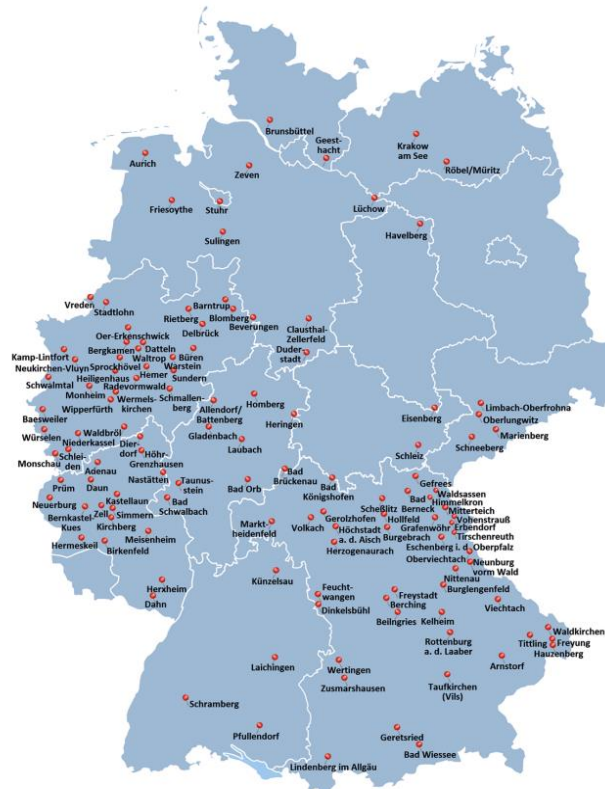 Brunsbüttel
Geest-
hacht
Krakow
am See
Röbel/Müritz
Aurich
Zeven
Friesoythe
Stuhr
Lüchow
Havelberg
Sulingen
Vreden
Stadtlohn
Barntrup
Rietberg
Blomberg
Beverungen
Delbrück
Clausthal-
Zellerfeld
Duder-
stadt
Oer-Erkenschwick
Bergkamen
Datteln
Büren
Kamp-Lintfort
Waltrop
Warstein
Neukirchen-Vluyn
Sprockhövel
Hemer
Sundern
Schwalmtal
Heiligenhaus
Radevormwald
Monheim
Wermels-
kirchen
Schmallen-
berg
Wipperfürth
Homberg
Allendorf/
Battenberg
Heringen
Eisenberg
Limbach-Oberfrohna
Oberlungwitz
Marienberg
Baesweiler
Würselen
Waldbröl
Gladenbach
Laubach
Schneeberg
Niederkassel
Dier-
dorf
Schleiz
Monschau
Schlei-
den
Höhr-
Grenzhausen
Adenau
Nastätten
Taunus-
stein
Bad
Brückenau
Bad
Königshofen
Gefrees
Prüm
Daun
Bad Orb
Bad
Berneck
Waldsassen
Himmelkron
Neuerburg
Kastellaun
Bad
Schwalbach
Scheßlitz
Mitterteich
Bernkastel-
Kues
Zell
Simmern
Markt-
heidenfeld
Volkach
Gerolzhofen
Hollfeld
Grafenwöhr
Vohenstrauß
Erbendorf
Kirchberg
Höchstadt
a. d. Aisch
Burgebrach
Tirschenreuth
Hermeskeil
Birkenfeld
Meisenheim
Herzogenaurach
Eschenberg i. d. Oberpfalz
Oberviechtach
Neunburg
vorm Wald
Nittenau
Herxheim
Dahn
Künzelsau
Feucht-
wangen
Dinkelsbühl
Freystadt
Berching
Burglengenfeld
Viechtach
Beilngries
Kelheim
Waldkirchen
Tittling
Freyung
Hauzenberg
Rottenburg
a. d. Laaber
Arnstorf
Laichingen
Wertingen
Zusmarshausen
Taufkirchen
(Vils)
Schramberg
Pfullendorf
Geretsried
Bad Wiessee
Lindenberg im Allgäu